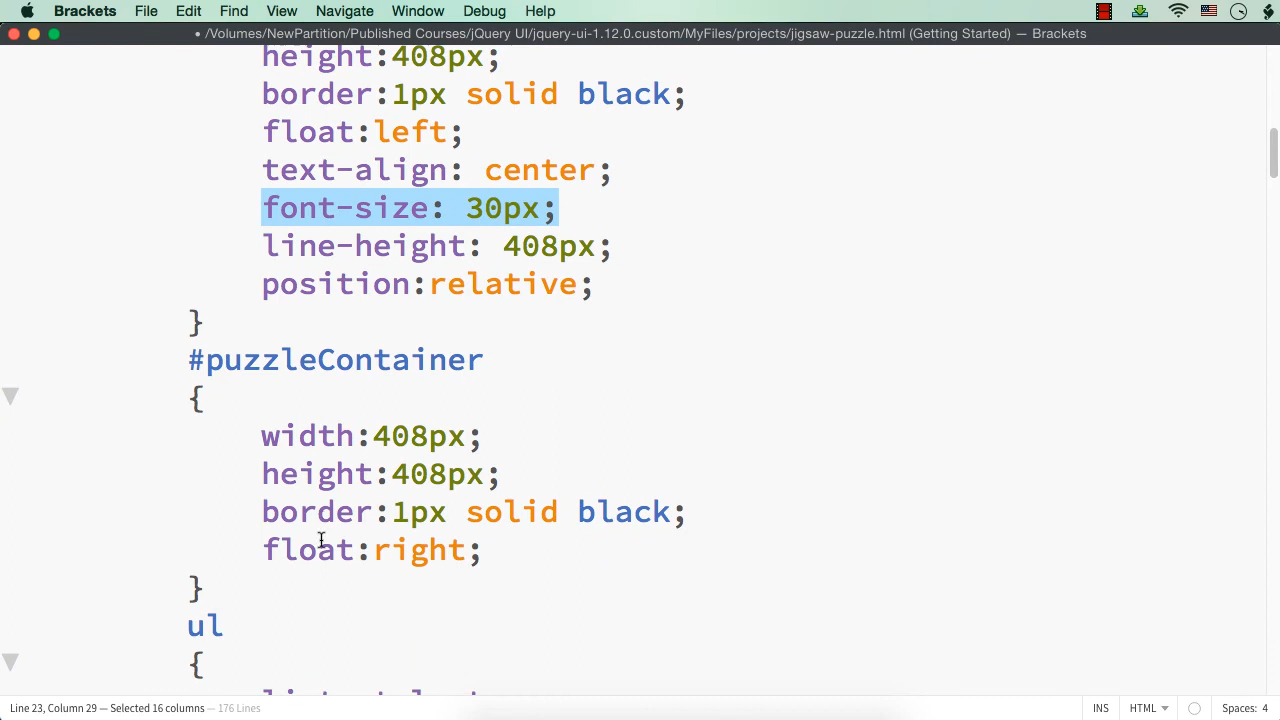 Brackets File Edit Find View Navigate Window Debug Help
• /Volumes/NewPartition/Published Courses/jQuery UI/jquery-ui-1.12.0.custom/MyFiles/projects/jigsaw-puzzle.html (Getting Started) — Brackets
height:408px;
border:1px solid black;
float:left;
text-align: center;
font-size: 30px;
line-height: 408px;
position:relative;
}
#puzzleContainer
{
width:408px;
height:408px;
border:1px solid black;
float:right;
}
ul
{
Line 23, Column 29 — Selected 16 columns — 176 Lines INS HTML Spaces: 4